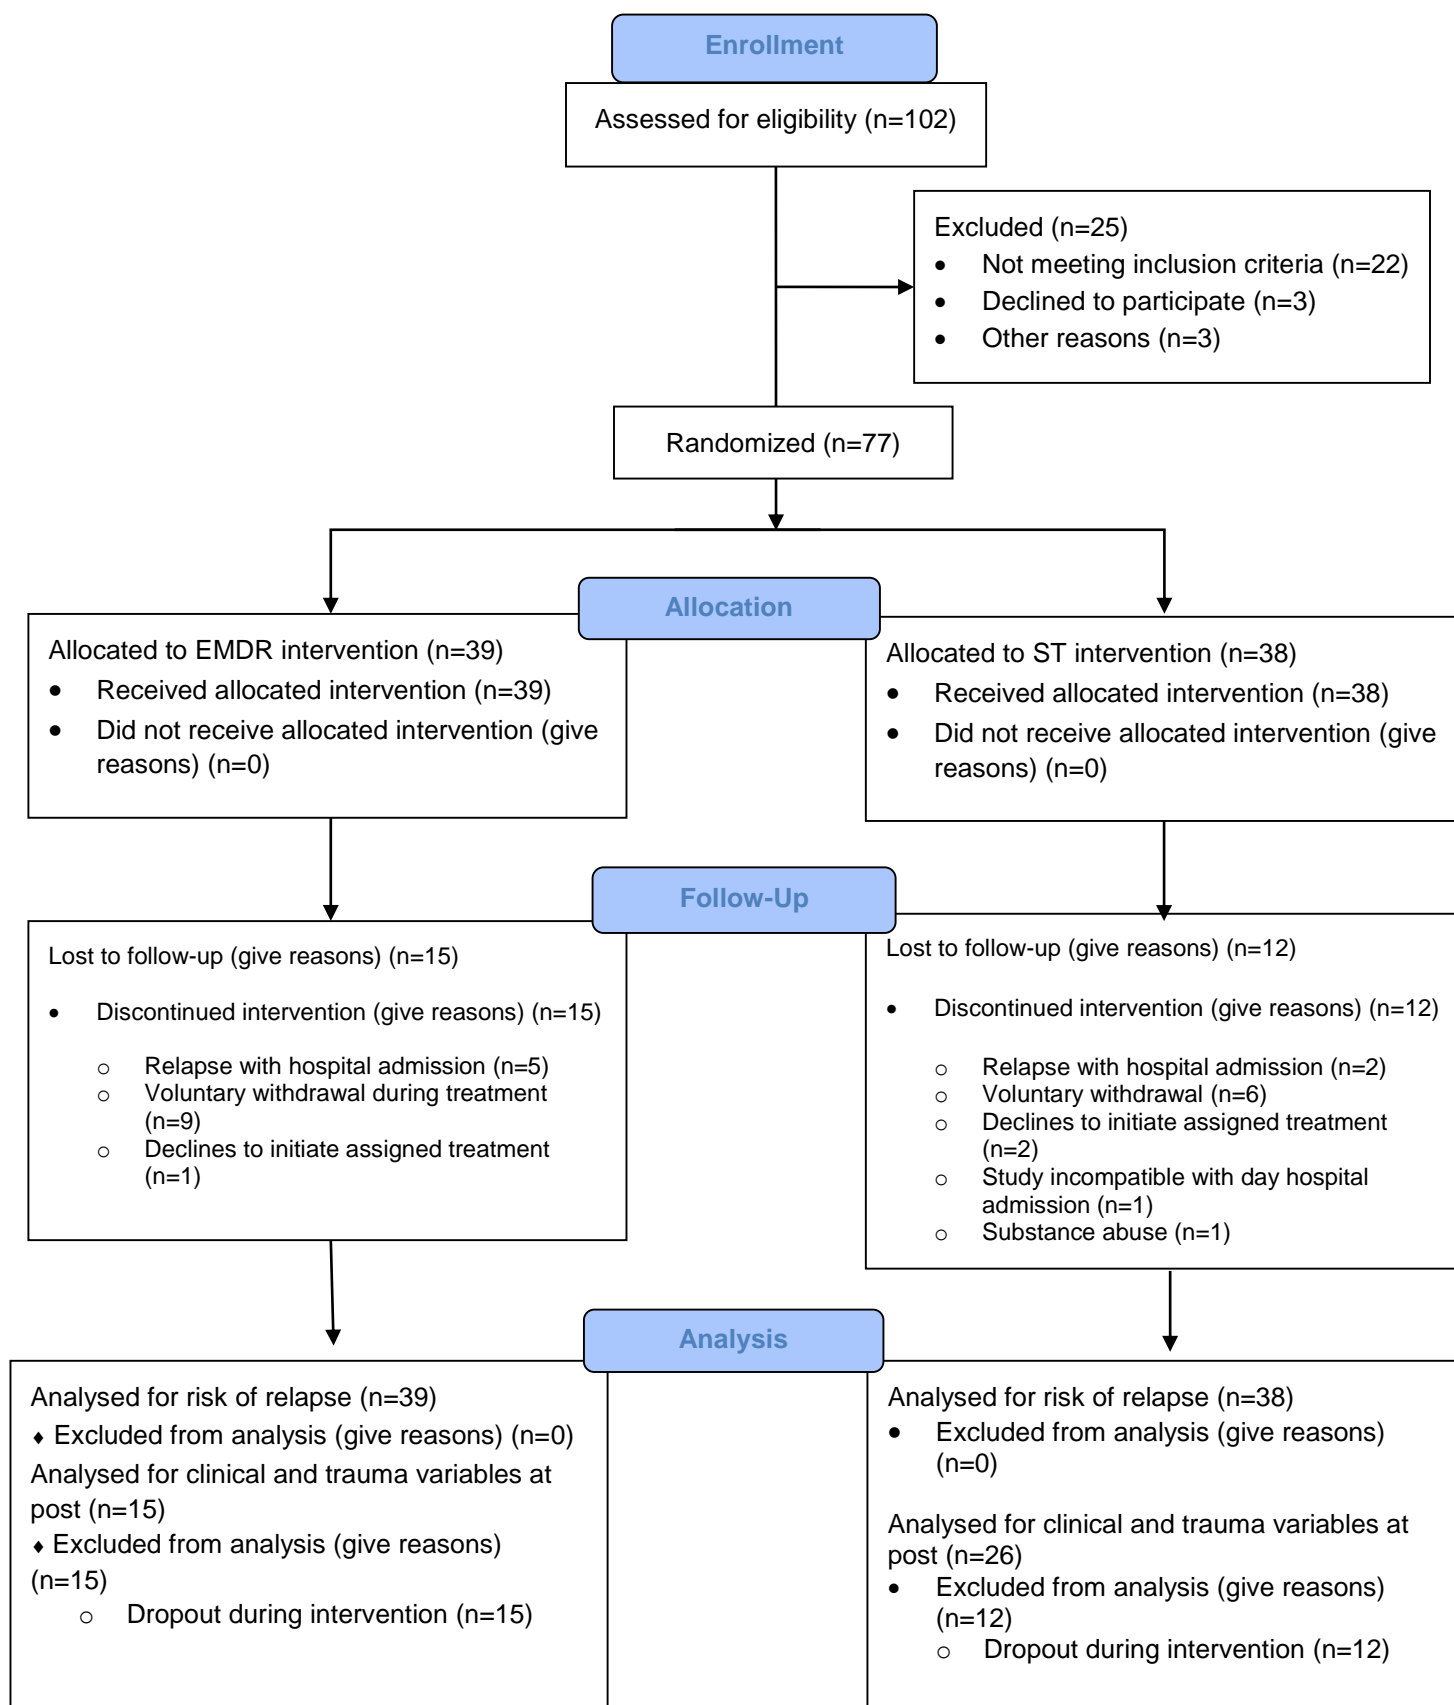 Enrollment
Assessed for eligibility (n=102)
Excluded (n=25)
• Not meeting inclusion criteria (n=22)
• Declined to participate (n=3)
• Other reasons (n=3)
Randomized (n=77)
Allocation
Allocated to EMDR intervention (n=39)
• Received allocated intervention (n=39)
• Did not receive allocated intervention (give
reasons) (n=0)
Allocated to ST intervention (n=38)
• Received allocated intervention (n=38)
• Did not receive allocated intervention (give
reasons) (n=0)
Follow-Up
Lost to follow-up (give reasons) (n=15)
• Discontinued intervention (give reasons) (n=15)
o Relapse with hospital admission (n=5)
o Voluntary withdrawal during treatment
(n=9)
o Declines to initiate assigned treatment
(n=1)
Lost to follow-up (give reasons) (n=12)
• Discontinued intervention (give reasons) (n=12)
o Relapse with hospital admission (n=2)
o Voluntary withdrawal (n=6)
o Declines to initiate assigned treatment
(n=2)
o Study incompatible with day hospital
admission (n=1)
o Substance abuse (n=1)
Analysis
Analysed for risk of relapse (n=39)
♦ Excluded from analysis (give reasons) (n=0)
Analysed for clinical and trauma variables at
post (n=15)
♦ Excluded from analysis (give reasons)
(n=15)
o Dropout during intervention (n=15)
Analysed for risk of relapse (n=38)
• Excluded from analysis (give reasons)
(n=0)
Analysed for clinical and trauma variables at
post (n=26)
• Excluded from analysis (give reasons)
(n=12)
o Dropout during intervention (n=12)